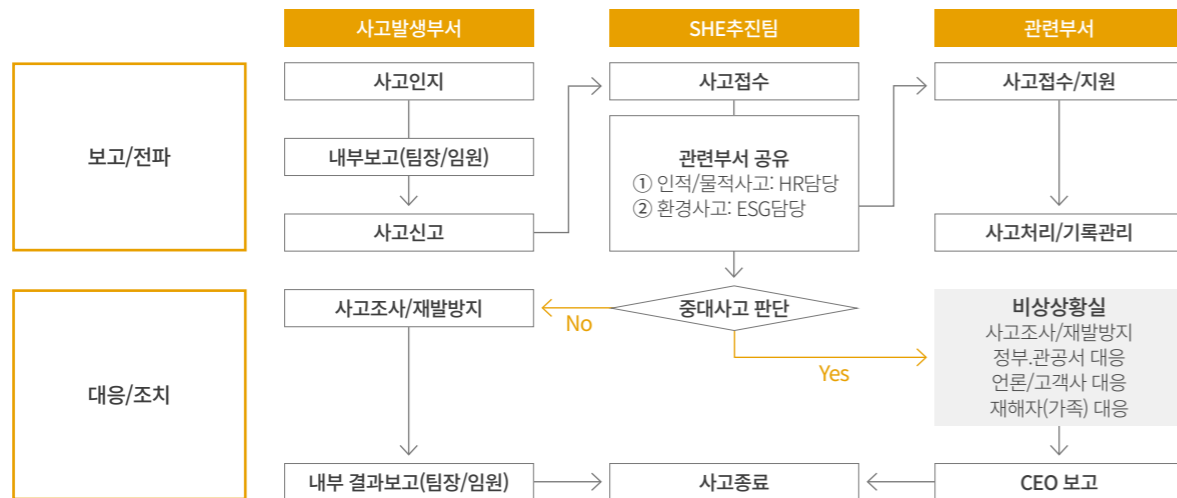 사고발생부서
SHE추진팀
관련부서
보고/전파
사고인지
사고접수
사고접수/지원
내부보고(팀장/임원)
관련부서 공유
① 인적/물적사고: HR담당
② 환경사고: ESG담당
사고신고
사고처리/기록관리
대응/조치
사고조사/재발방지
No
중대사고 판단
Yes
비상상황실
사고조사/재발방지
정부.관공서 대응
언론/고객사 대응
재해자(가족) 대응
내부 결과보고(팀장/임원)
사고종료
CEO 보고